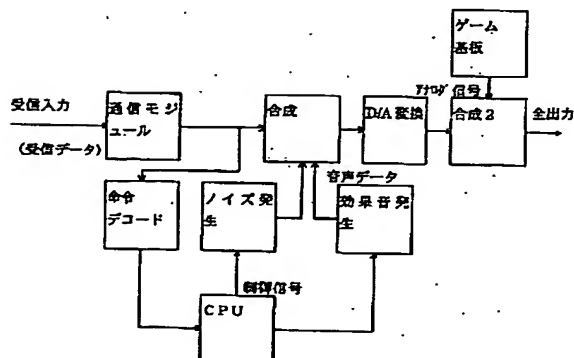 ゲーム
基板
アナログ信号
受信入力
(受信データ)
通信モジ
ュール
合成
D/A変換
合成2
全出力
音声データ
命令
デコード
ノイズ発
生
効果音発
生
制御信号
CPU